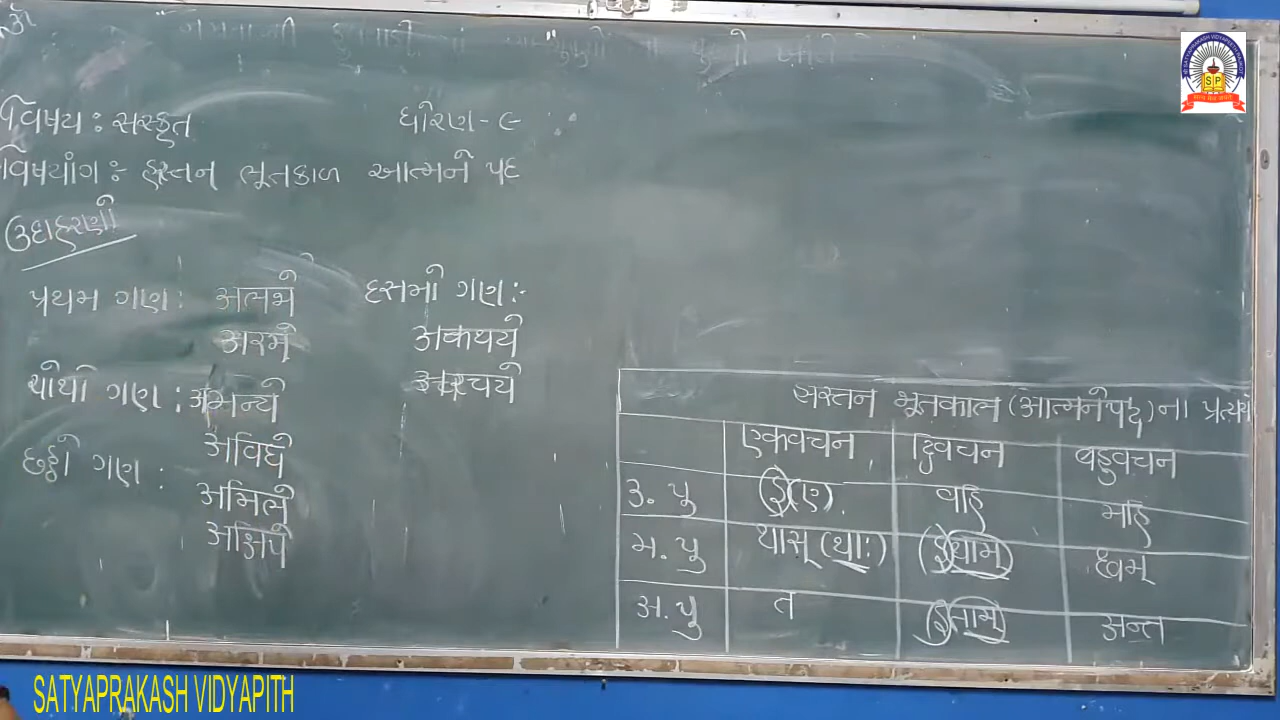 વિષય : સંસ્કૃત
ધોરણ - ૯
વિષયાંગ : હ્યસ્તન ભૂતકાળ આત્મને પદ
ઉદાહરણો
પ્રથમ ગણ : अलभे
अरमे
ચોથો ગણ : अमन्ये
अविद्ये
છઠ્ઠો ગણ :
अमिले
अक्षिपे
દસમો ગણ :-
अकथये
अरचये
ह्यस्तन भूतकाल (आत्मनेपद) ના પ્રત્યય
एकवचन द्विवचन बहुवचन
उ. पु इ(ए) वहि महि
म. पु थास् (थाः) इथाम् ध्वम्
अ. पु त इताम् अन्त
SATYAPRAKASH VIDYAPITH